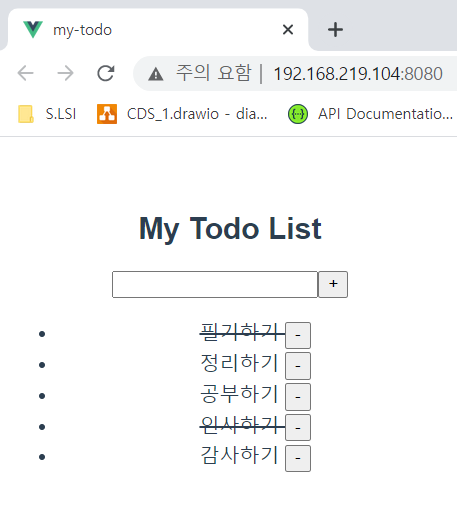 my-todo
주의 요함 | 192.168.219.104:8080
S.LSI CDS_1.drawio - dia... API Documentatio...
My Todo List
+
필기하기 -
정리하기 -
공부하기 -
인사하기 -
감사하기 -